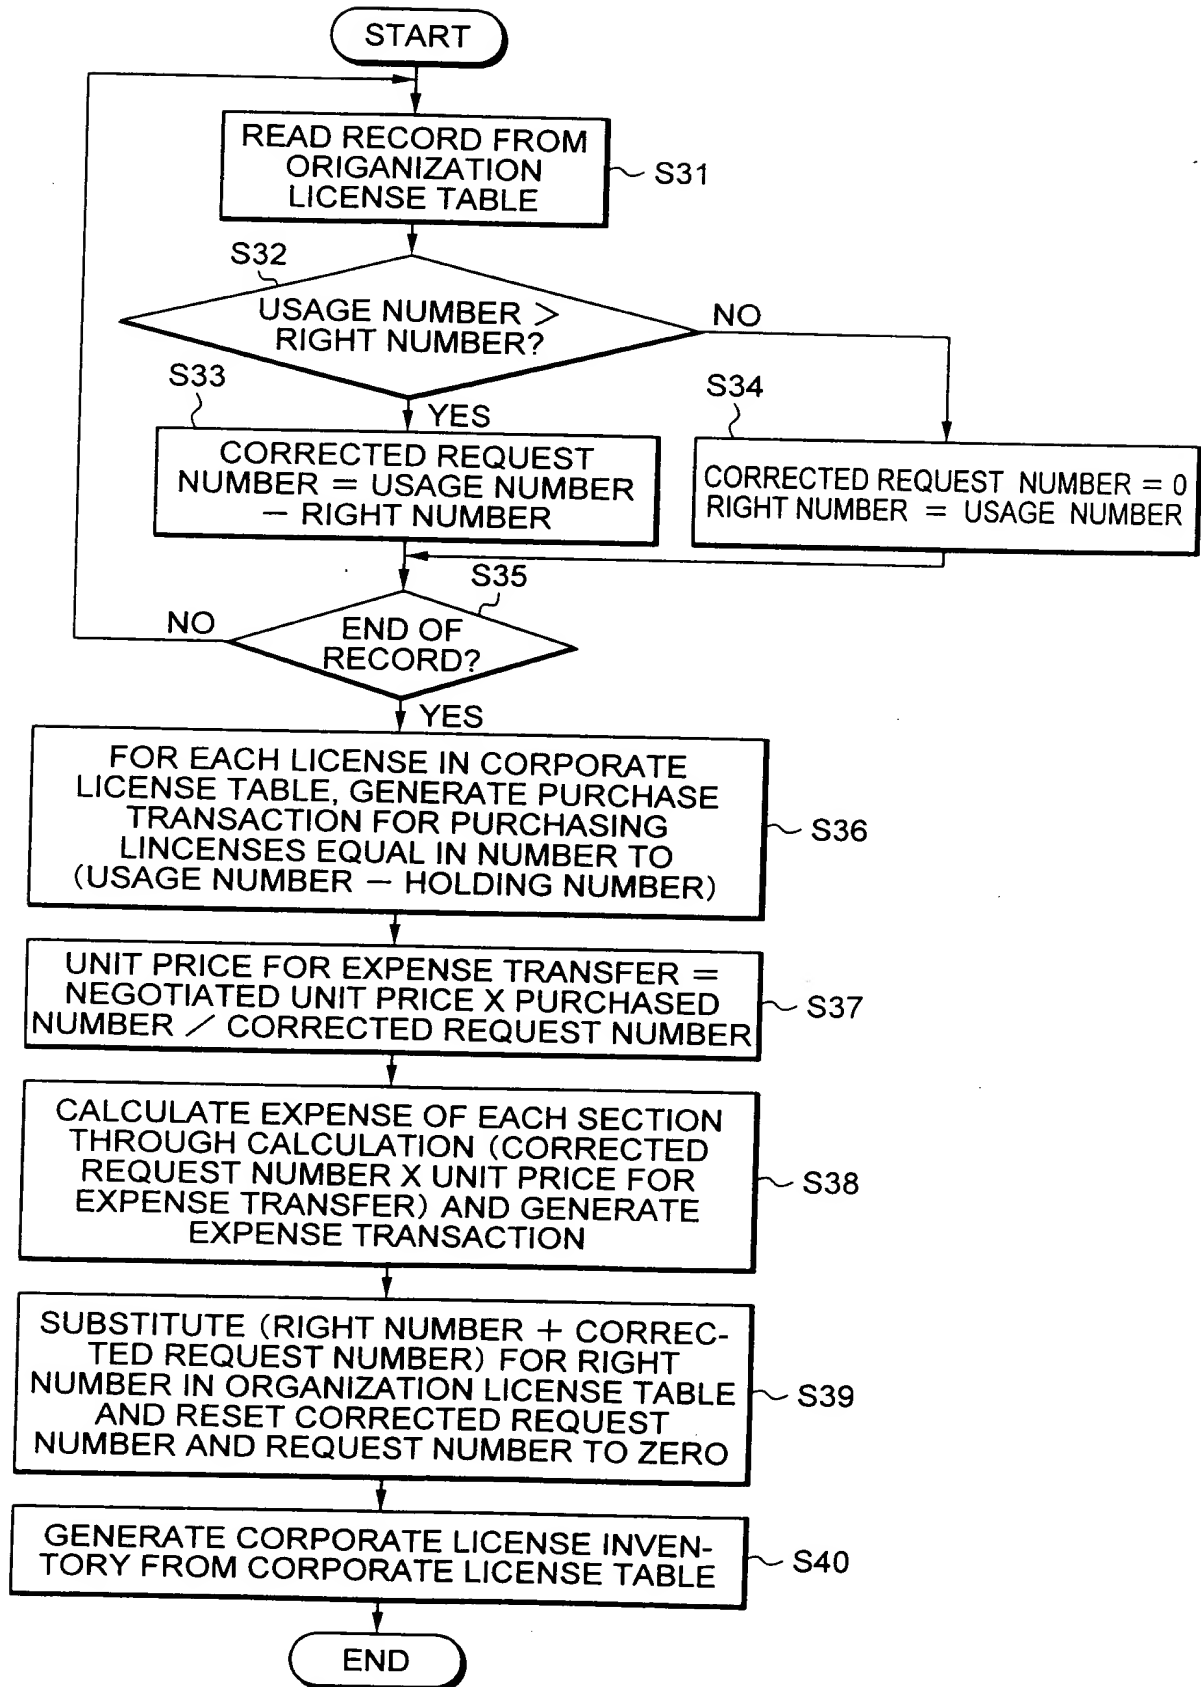 START
READ RECORD FROM
ORIGANIZATION
LICENSE TABLE
S31
S32
USAGE NUMBER >
RIGHT NUMBER?
NO
S33
YES
S34
CORRECTED REQUEST
NUMBER = USAGE NUMBER
− RIGHT NUMBER
CORRECTED REQUEST NUMBER = 0
RIGHT NUMBER = USAGE NUMBER
S35
NO
END OF
RECORD?
YES
FOR EACH LICENSE IN CORPORATE
LICENSE TABLE, GENERATE PURCHASE
TRANSACTION FOR PURCHASING
LINCENSES EQUAL IN NUMBER TO
(USAGE NUMBER − HOLDING NUMBER)
S36
UNIT PRICE FOR EXPENSE TRANSFER =
NEGOTIATED UNIT PRICE X PURCHASED
NUMBER / CORRECTED REQUEST NUMBER
S37
CALCULATE EXPENSE OF EACH SECTION
THROUGH CALCULATION (CORRECTED
REQUEST NUMBER X UNIT PRICE FOR
EXPENSE TRANSFER) AND GENERATE
EXPENSE TRANSACTION
S38
SUBSTITUTE (RIGHT NUMBER + CORREC-
TED REQUEST NUMBER) FOR RIGHT
NUMBER IN ORGANIZATION LICENSE TABLE
AND RESET CORRECTED REQUEST
NUMBER AND REQUEST NUMBER TO ZERO
S39
GENERATE CORPORATE LICENSE INVEN-
TORY FROM CORPORATE LICENSE TABLE
S40
END